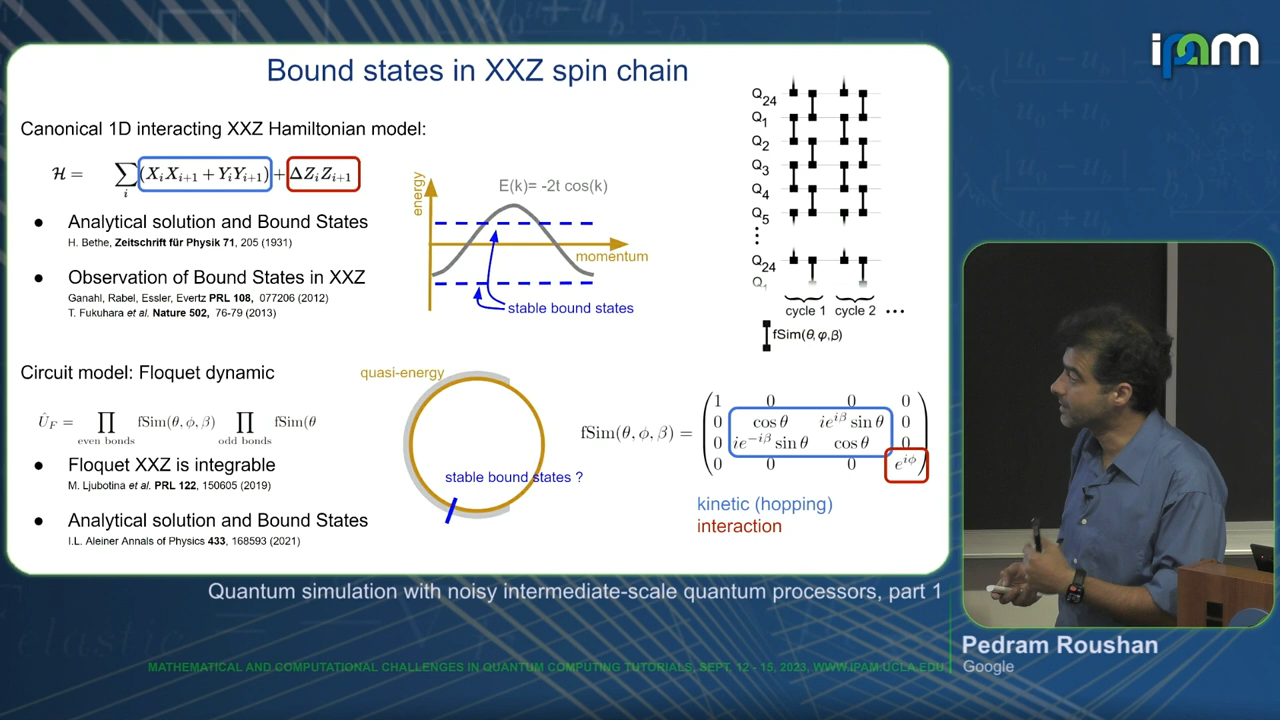 Bound states in XXZ spin chain
Canonical 1D interacting XXZ Hamiltonian model:
ℋ = ∑_i (X_i X_{i+1} + Y_i Y_{i+1}) + ΔZ_i Z_{i+1}
● Analytical solution and Bound States
H. Bethe, Zeitschrift für Physik 71, 205 (1931)
● Observation of Bound States in XXZ
Ganahl, Rabel, Essler, Evertz PRL 108, 077206 (2012)
T. Fukuhara et al. Nature 502, 76-79 (2013)
energy
E(k)= -2t cos(k)
momentum
stable bound states
Q24
Q1
Q2
Q3
Q4
Q5
⋮
Q24
cycle 1 cycle 2 •••
fSim(θ,φ,β)
Circuit model: Floquet dynamic
Û_F = ∏ fSim(θ, ϕ, β) ∏ fSim(θ
even bonds odd bonds
● Floquet XXZ is integrable
M. Ljubotina et al. PRL 122, 150605 (2019)
● Analytical solution and Bound States
I.L. Aleiner Annals of Physics 433, 168593 (2021)
quasi-energy
stable bound states ?
fSim(θ, ϕ, β) =
1 0 0 0
0 cos θ ie^{iβ} sin θ 0
0 ie^{-iβ} sin θ cos θ 0
0 0 0 e^{iϕ}
kinetic (hopping)
interaction
ipam
Quantum simulation with noisy intermediate-scale quantum processors, part 1
Pedram Roushan
Google
MATHEMATICAL AND COMPUTATIONAL CHALLENGES IN QUANTUM COMPUTING TUTORIALS, SEPT. 12 - 15, 2023, WWW.IPAM.UCLA.EDU